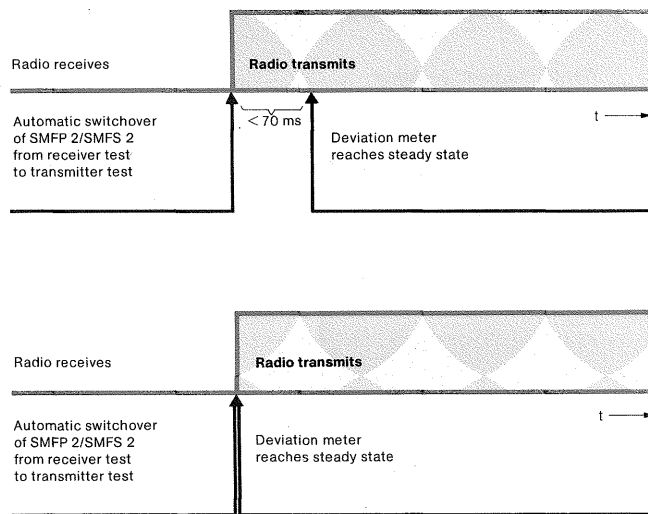 Radio receives
Radio transmits
< 70 ms
t
Automatic switchover
of SMFP 2/SMFS 2
from receiver test
to transmitter test
Deviation meter
reaches steady state
Radio receives
Radio transmits
t
Automatic switchover
of SMFP 2/SMFS 2
from receiver test
to transmitter test
Deviation meter
reaches steady state